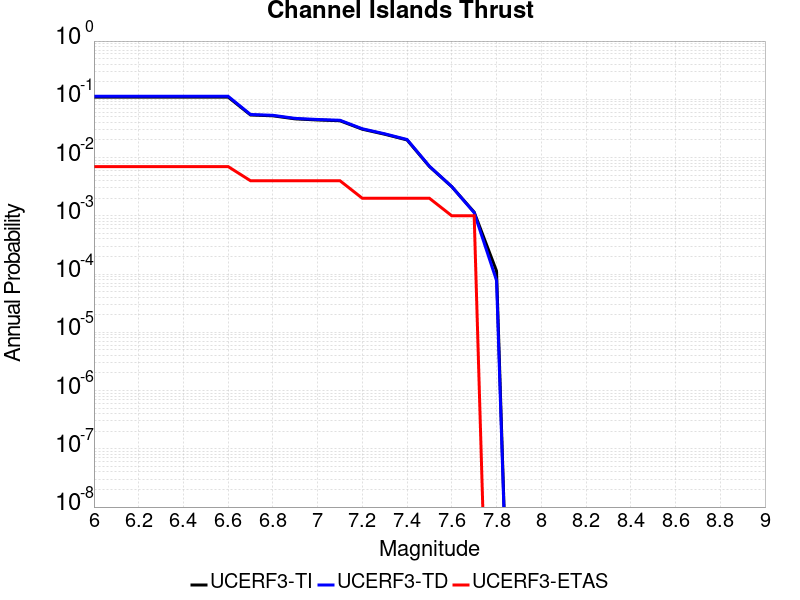 Channel Islands Thrust
Annual Probability
10^0
10^-1
10^-2
10^-3
10^-4
10^-5
10^-6
10^-7
10^-8
6 6.2 6.4 6.6 6.8 7 7.2 7.4 7.6 7.8 8 8.2 8.4 8.6 8.8 9
Magnitude
UCERF3-TI UCERF3-TD UCERF3-ETAS